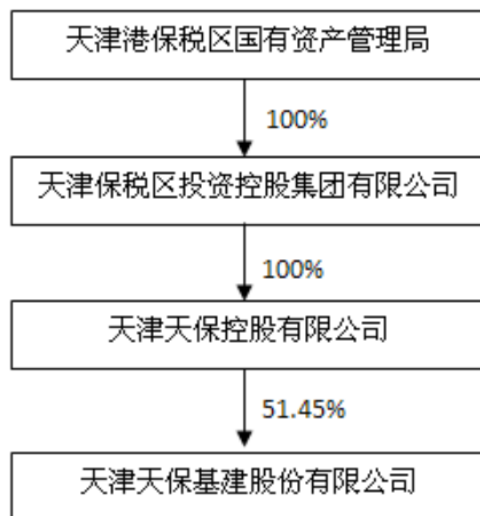 天津港保税区国有资产管理局
100%
天津保税区投资控股集团有限公司
100%
天津天保控股有限公司
51.45%
天津天保基建股份有限公司